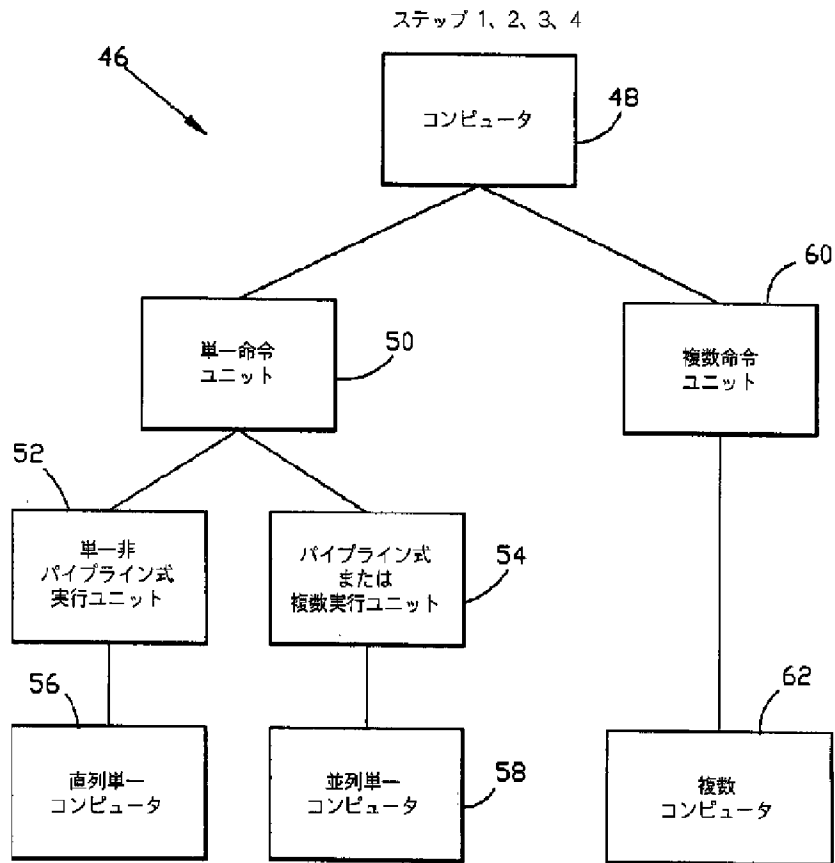 ステップ 1、2、3、4
46
コンピュータ
48
60
単一命令
ユニット
50
複数命令
ユニット
52
単一非
パイプライン式
実行ユニット
パイプライン式
または
複数実行ユニット
54
56
62
直列単一
コンピュータ
並列単一
コンピュータ
58
複数
コンピュータ